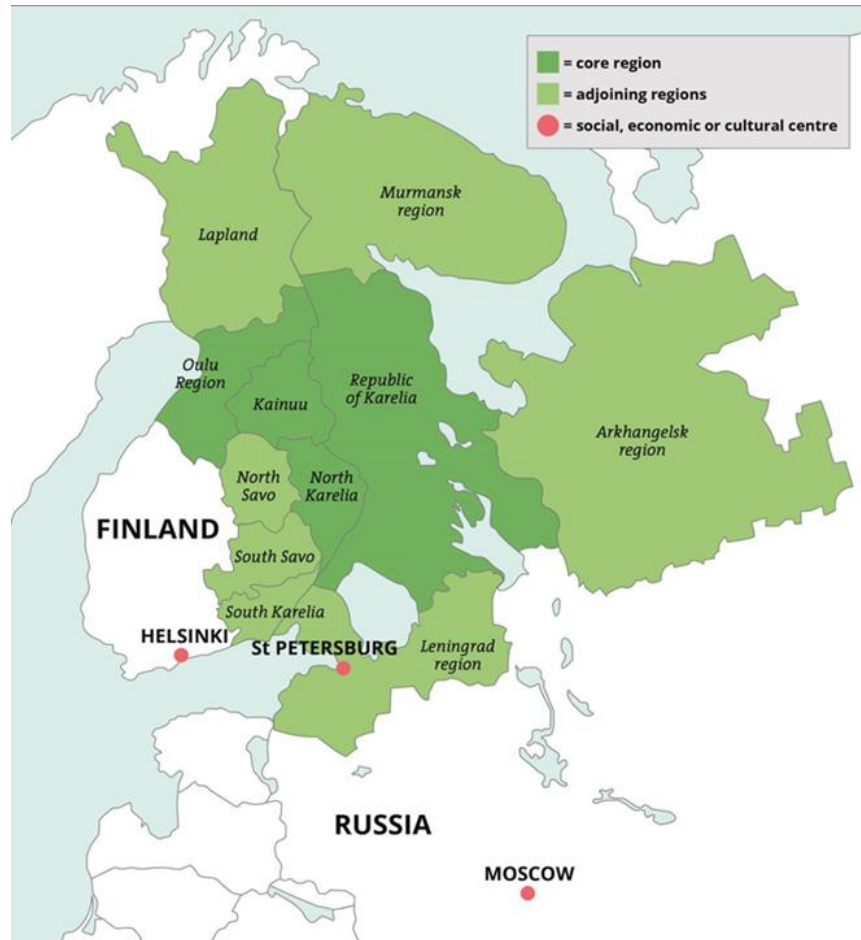 = core region
= adjoining regions
= social, economic or cultural centre
Murmansk
region
Lapland
Oulu
Region
Kainuu
Republic
of Karelia
Arkhangelsk
region
North
Savo
North
Karelia
FINLAND
South Savo
South Karelia
HELSINKI
St PETERSBURG
Leningrad
region
RUSSIA
MOSCOW